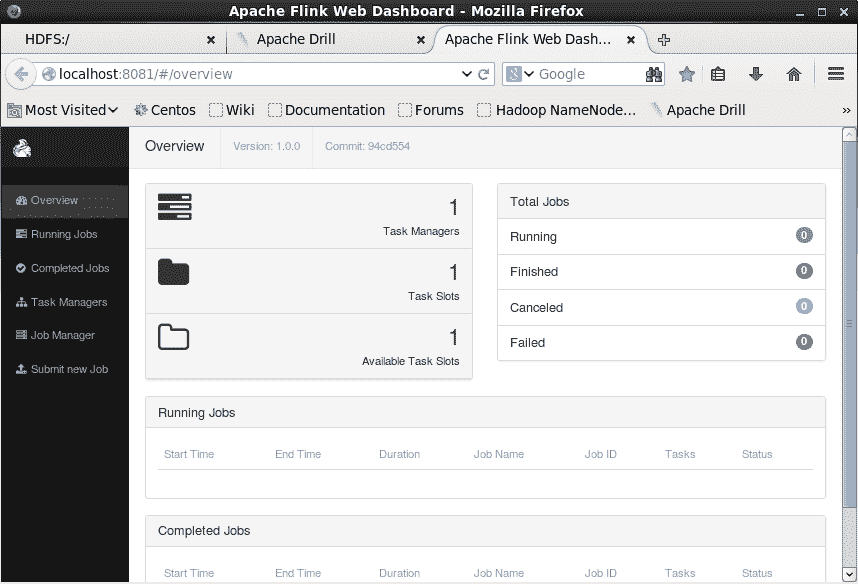 Apache Flink Web Dashboard - Mozilla Firefox
HDFS:/ Apache Drill Apache Flink Web Dash...
localhost:8081/#/overview Google
Most Visited Centos Wiki Documentation Forums Hadoop NameNode... Apache Drill »
Overview Version: 1.0.0 Commit: 94cd554
Overview
Running Jobs
Completed Jobs
Task Managers
Job Manager
Submit new Job
1
Task Managers
1
Task Slots
1
Available Task Slots
Total Jobs
Running 0
Finished 0
Canceled 0
Failed 0
Running Jobs
Start Time End Time Duration Job Name Job ID Tasks Status
Completed Jobs
Start Time End Time Duration Job Name Job ID Tasks Status